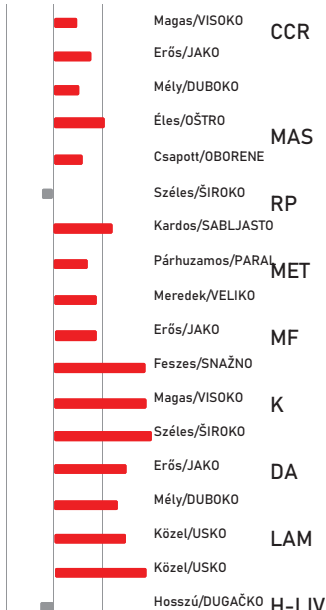 Magas/VISOKO
CCR
Erős/JAKO
Mély/DUBOKO
Éles/OŠTRO
MAS
Csapott/OBORENE
Széles/ŠIROKO
RP
Kardos/SABLJASTO
Párhuzamos/PARAL
MET
Meredek/VELIKO
Erős/JAKO
MF
Feszes/SNAŽNO
Magas/VISOKO
K
Széles/ŠIROKO
Erős/JAKO
DA
Mély/DUBOKO
Közel/USKO
LAM
Közel/USKO
Hosszú/DUGAČKO
H-LIV